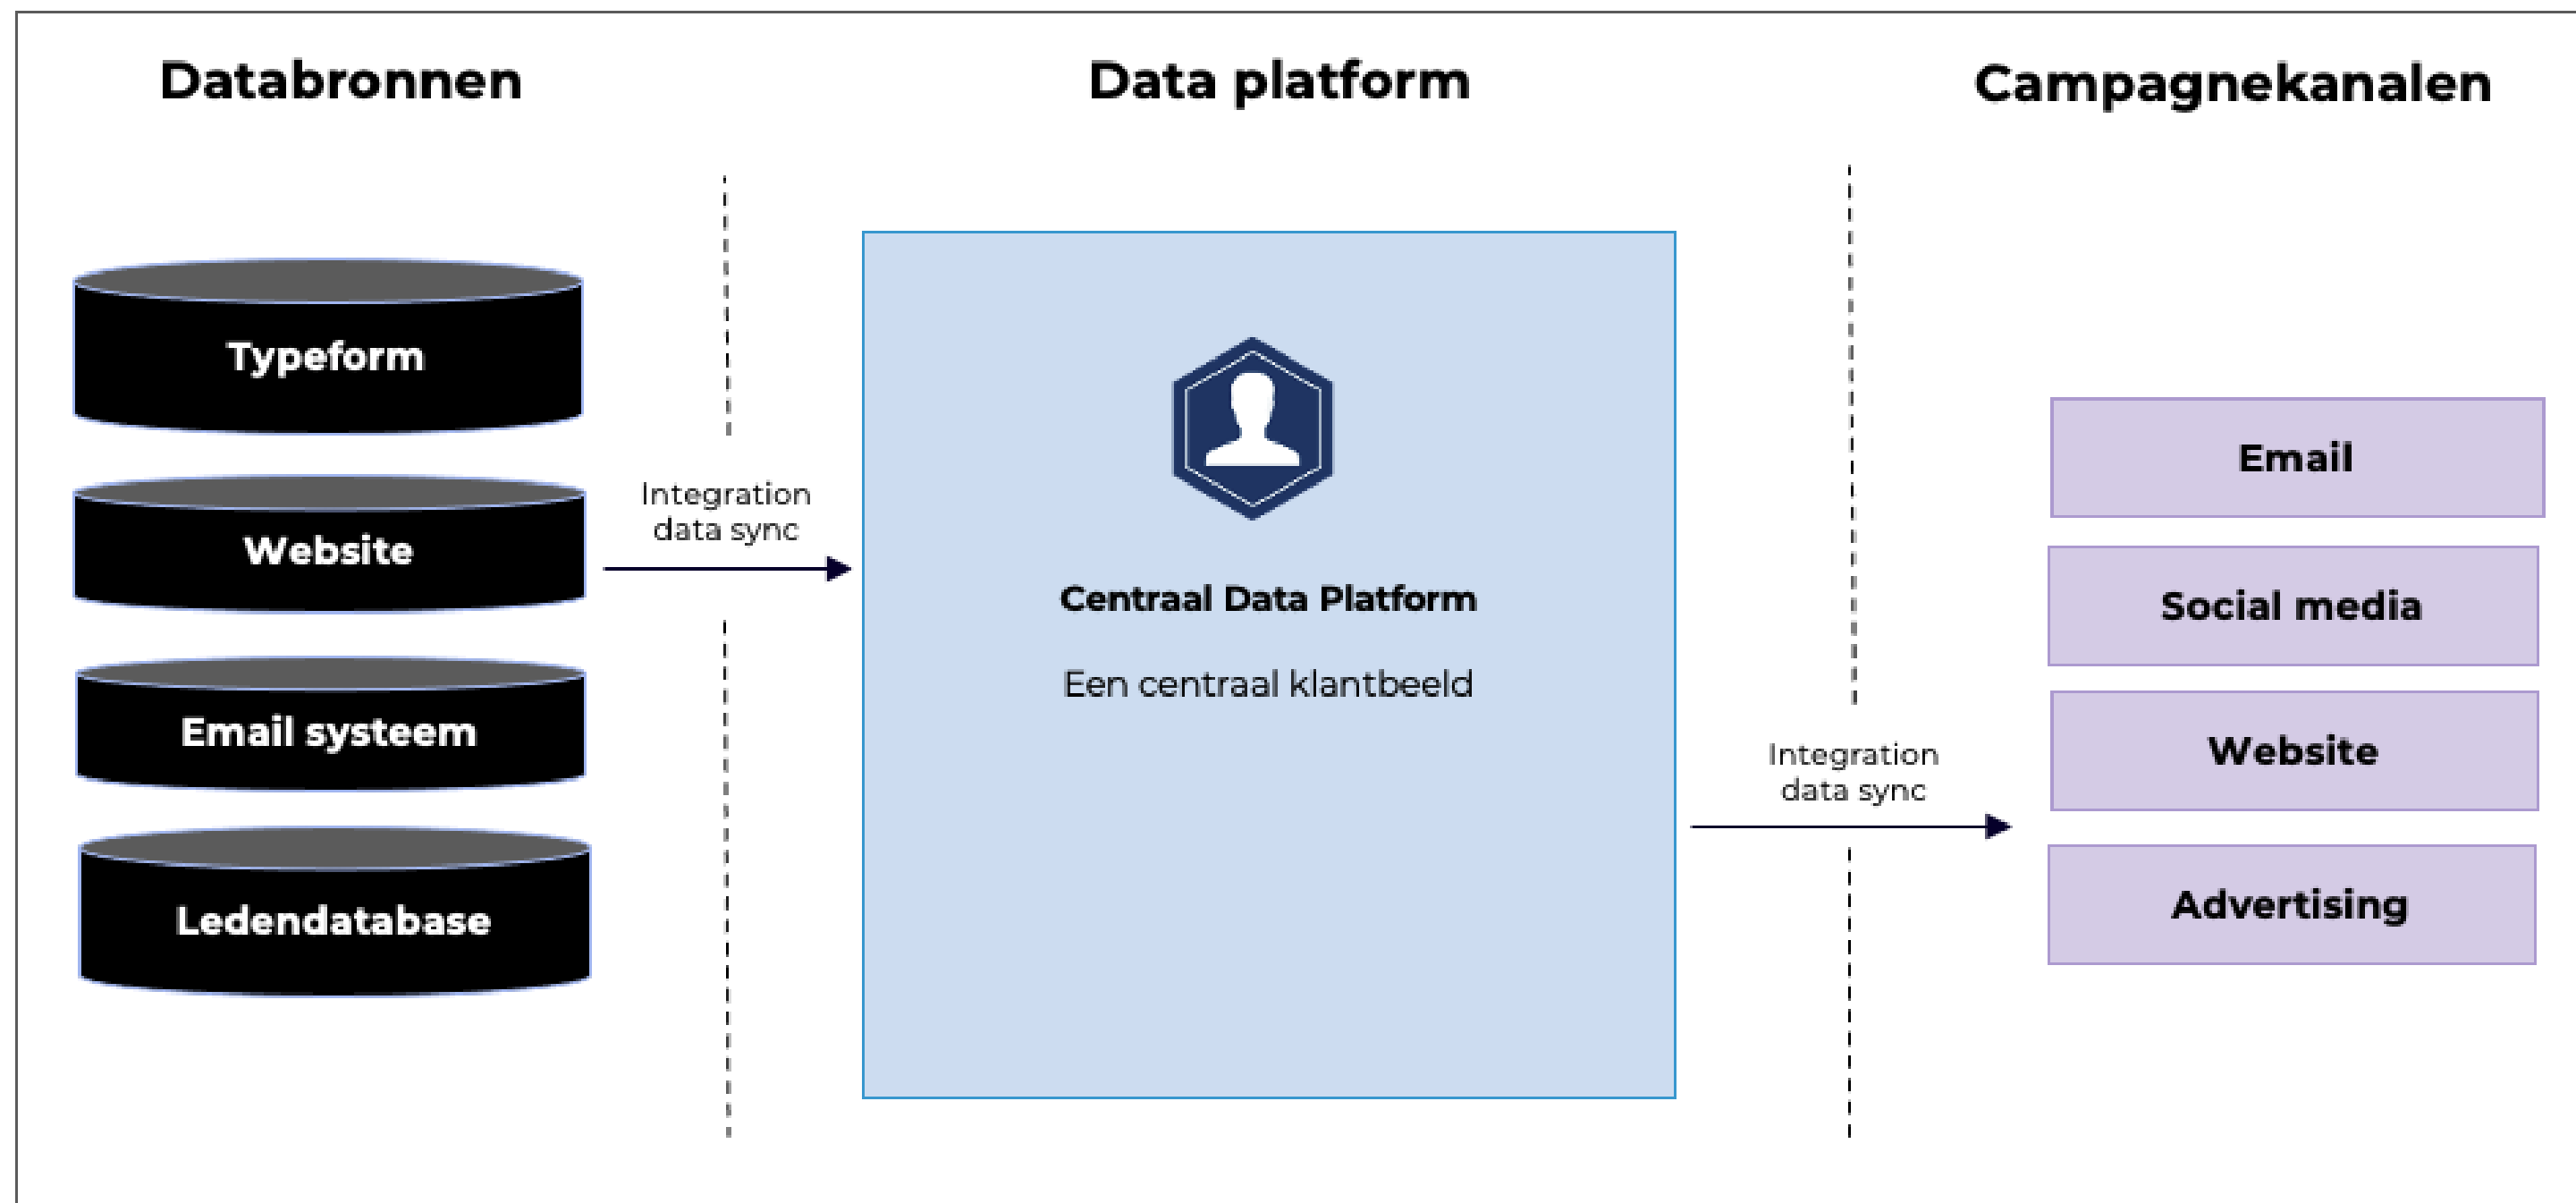 Databronnen
Data platform
Campagnekanalen
Typeform
Website
Email systeem
Ledendatabase
Integration
data sync
Centraal Data Platform
Een centraal klantbeeld
Integration
data sync
Email
Social media
Website
Advertising